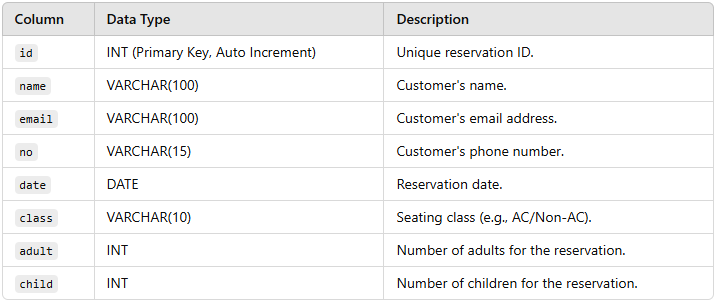 Column Data Type Description
id INT (Primary Key, Auto Increment) Unique reservation ID.
name VARCHAR(100) Customer's name.
email VARCHAR(100) Customer's email address.
no VARCHAR(15) Customer's phone number.
date DATE Reservation date.
class VARCHAR(10) Seating class (e.g., AC/Non-AC).
adult INT Number of adults for the reservation.
child INT Number of children for the reservation.